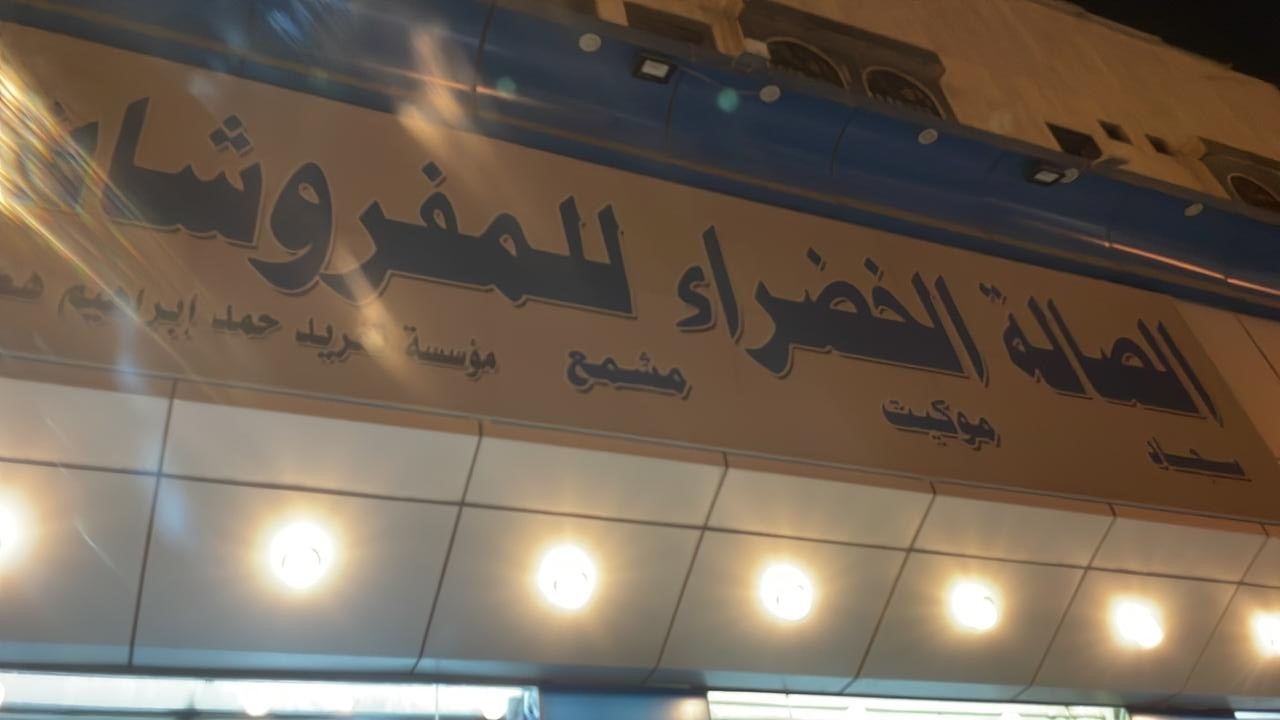 الصالة الخضراء للمفروشات
سجاد موكيت مشمع مؤسسة حمد إبراهيم